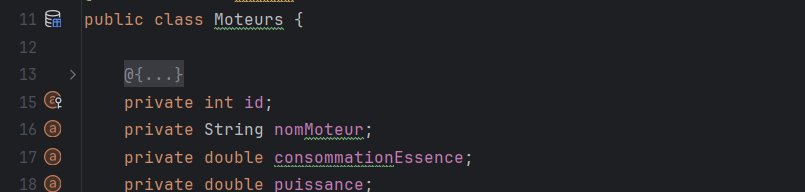 11 public class Moteurs {
12
13 @{...}
15 private int id;
16 private String nomMoteur;
17 private double consommationEssence;
18 private double puissance;